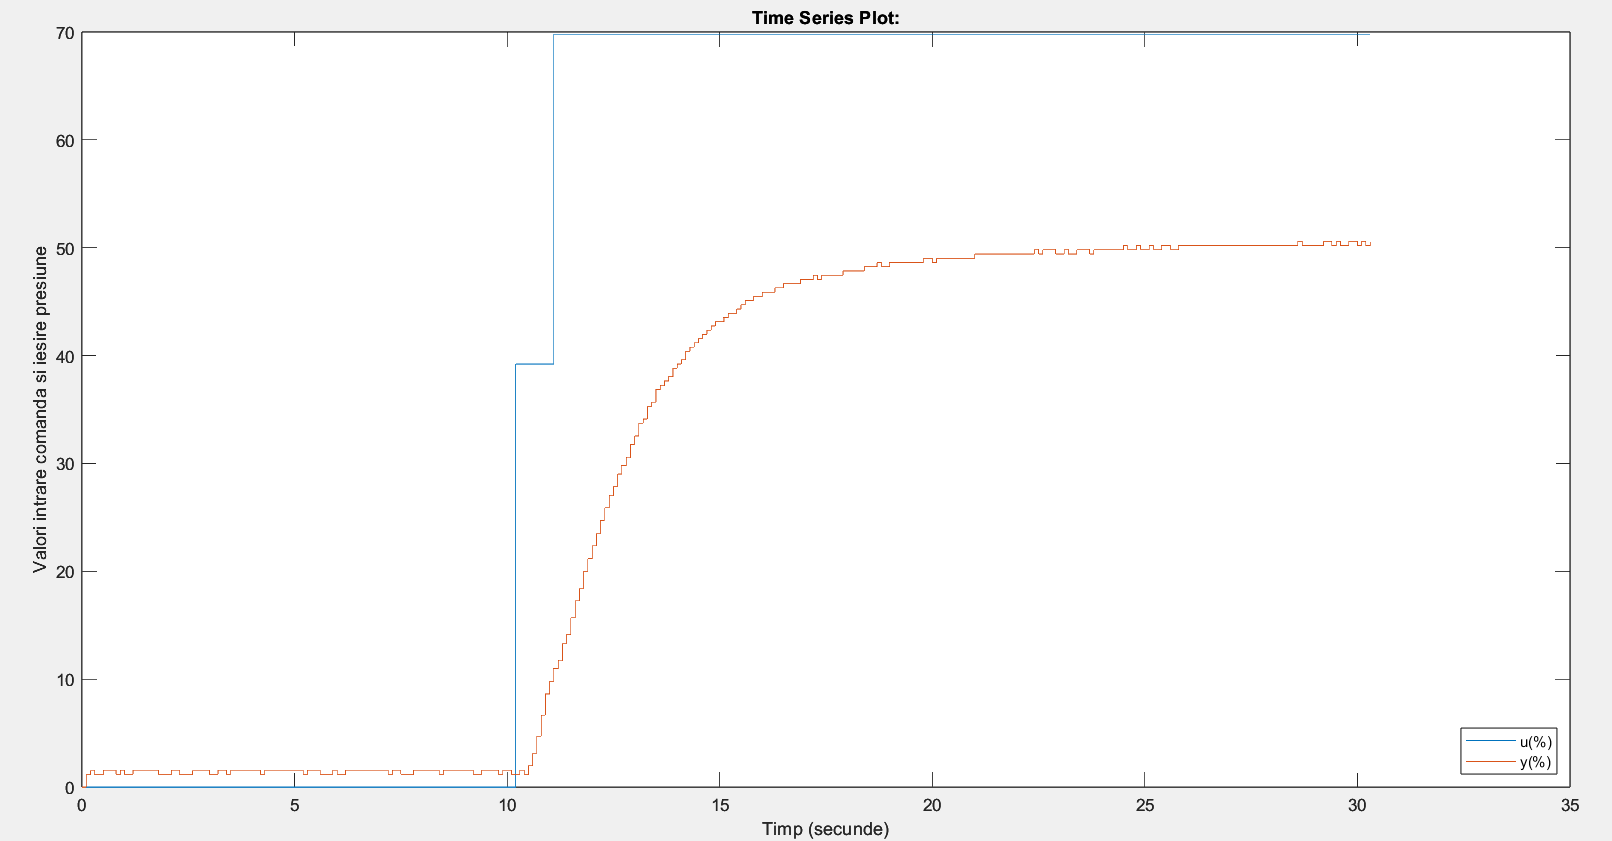 Time Series Plot:
70
60
50
40
30
20
10
0
Valori intrare comanda si iesire presiune
0 5 10 15 20 25 30 35
Timp (secunde)
u(%)
y(%)